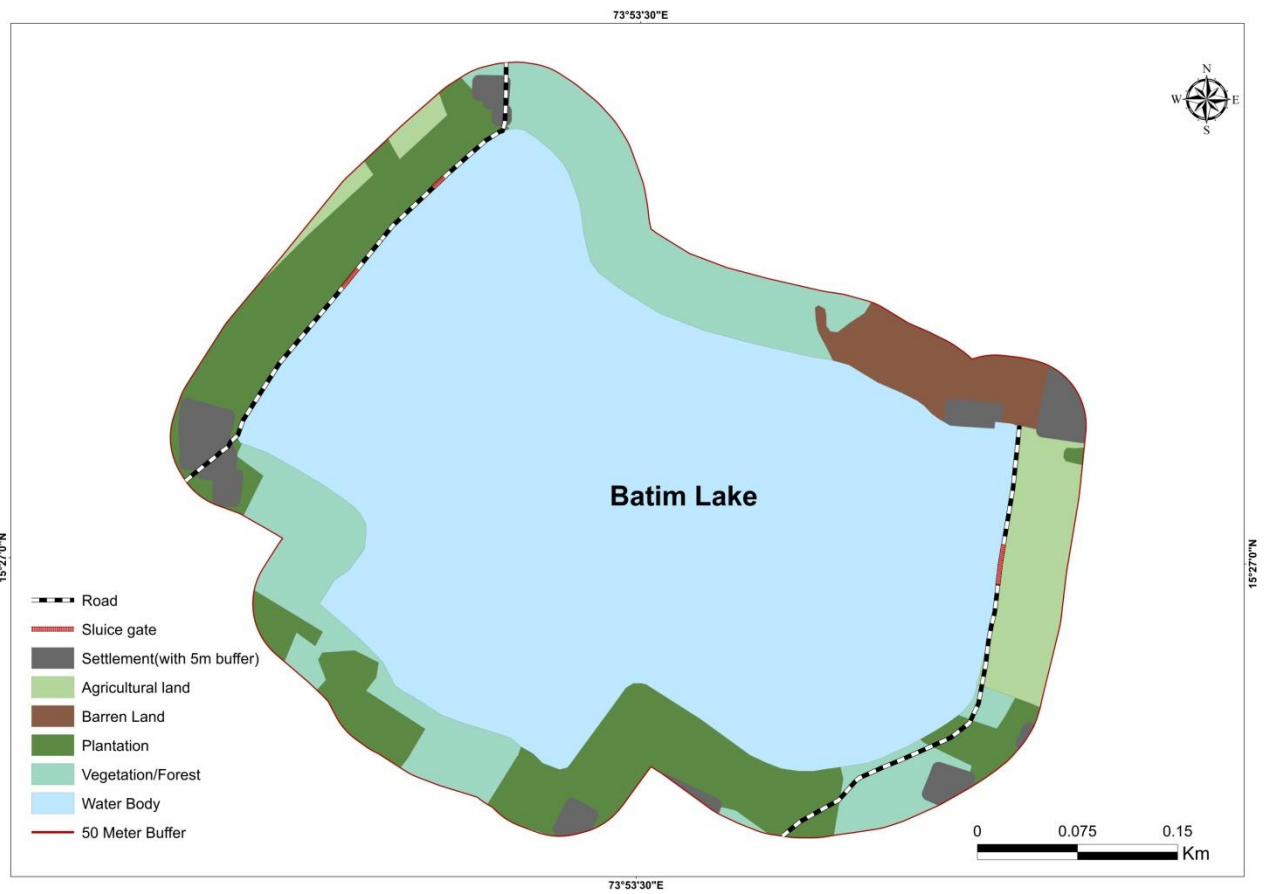 73°53'30"E
N
W E
S
Batim Lake
15°27'0"N
15°27'0"N
Road
Sluice gate
Settlement(with 5m buffer)
Agricultural land
Barren Land
Plantation
Vegetation/Forest
Water Body
50 Meter Buffer
0 0.075 0.15
Km
73°53'30"E